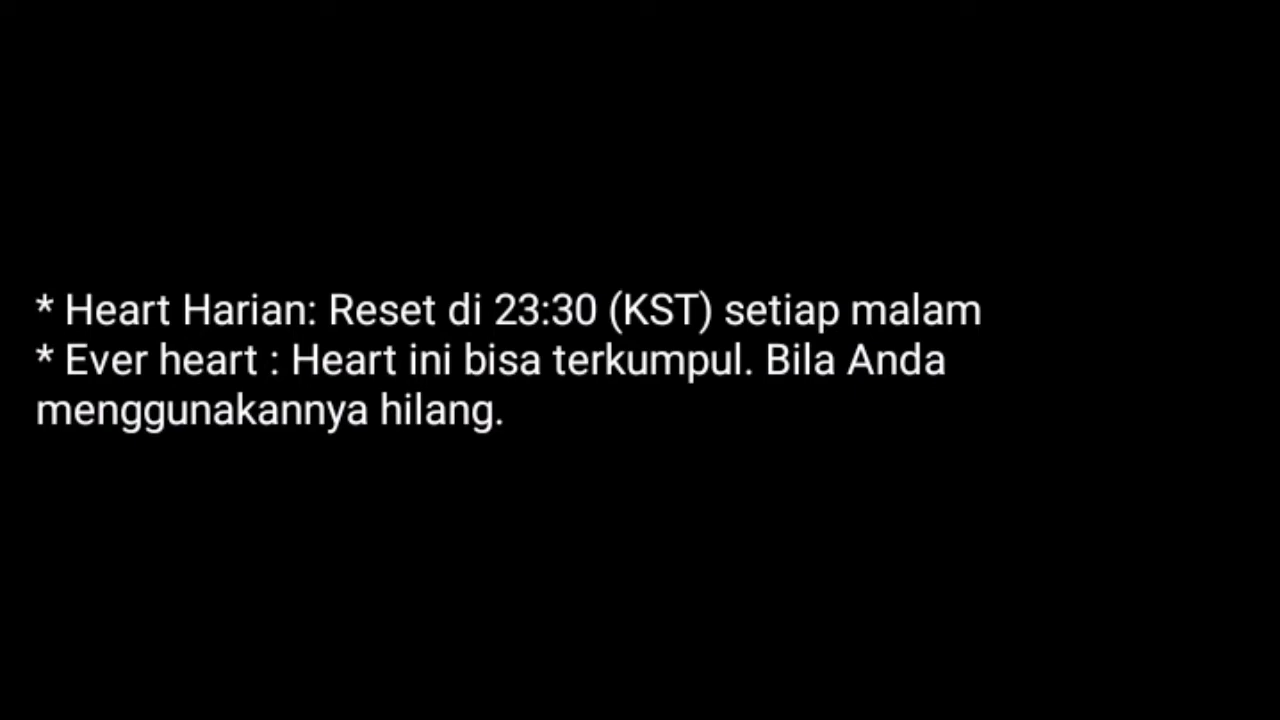 * Heart Harian: Reset di 23:30 (KST) setiap malam
* Ever heart : Heart ini bisa terkumpul. Bila Anda
menggunakannya hilang.